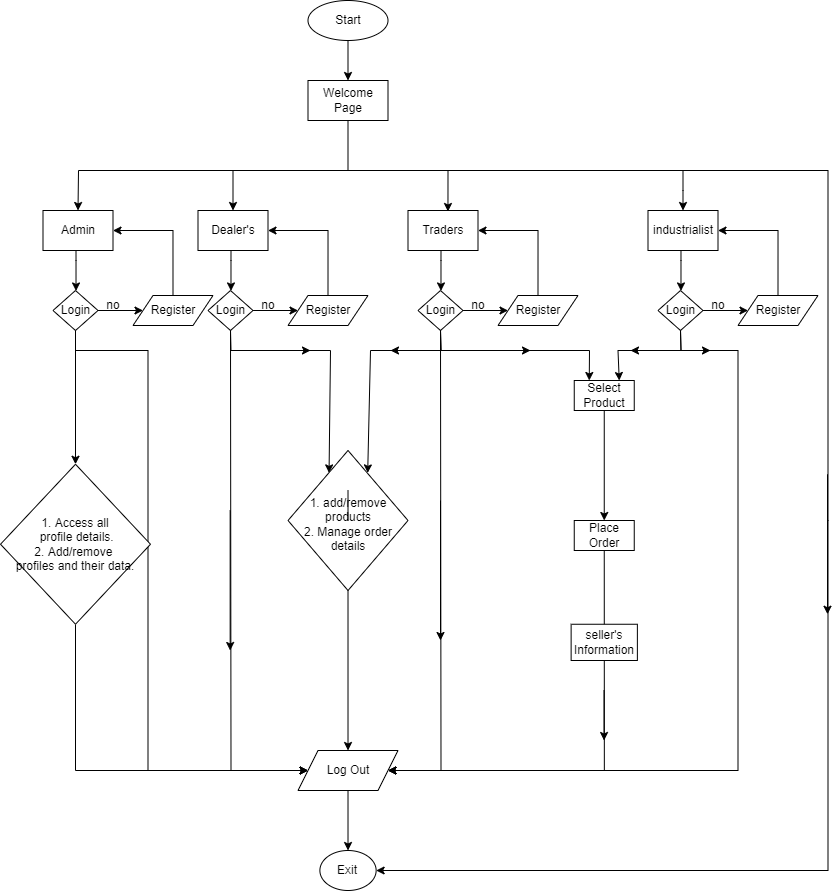 Start
Welcome
Page
Admin
Dealer's
Traders
industrialist
Login
no
Register
Login
no
Register
Login
no
Register
Login
no
Register
Select
Product
1. Access all
profile details.
2. Add/remove
profiles and their data.
1. add/remove
products
2. Manage order
details
Place
Order
seller's
Information
Log Out
Exit